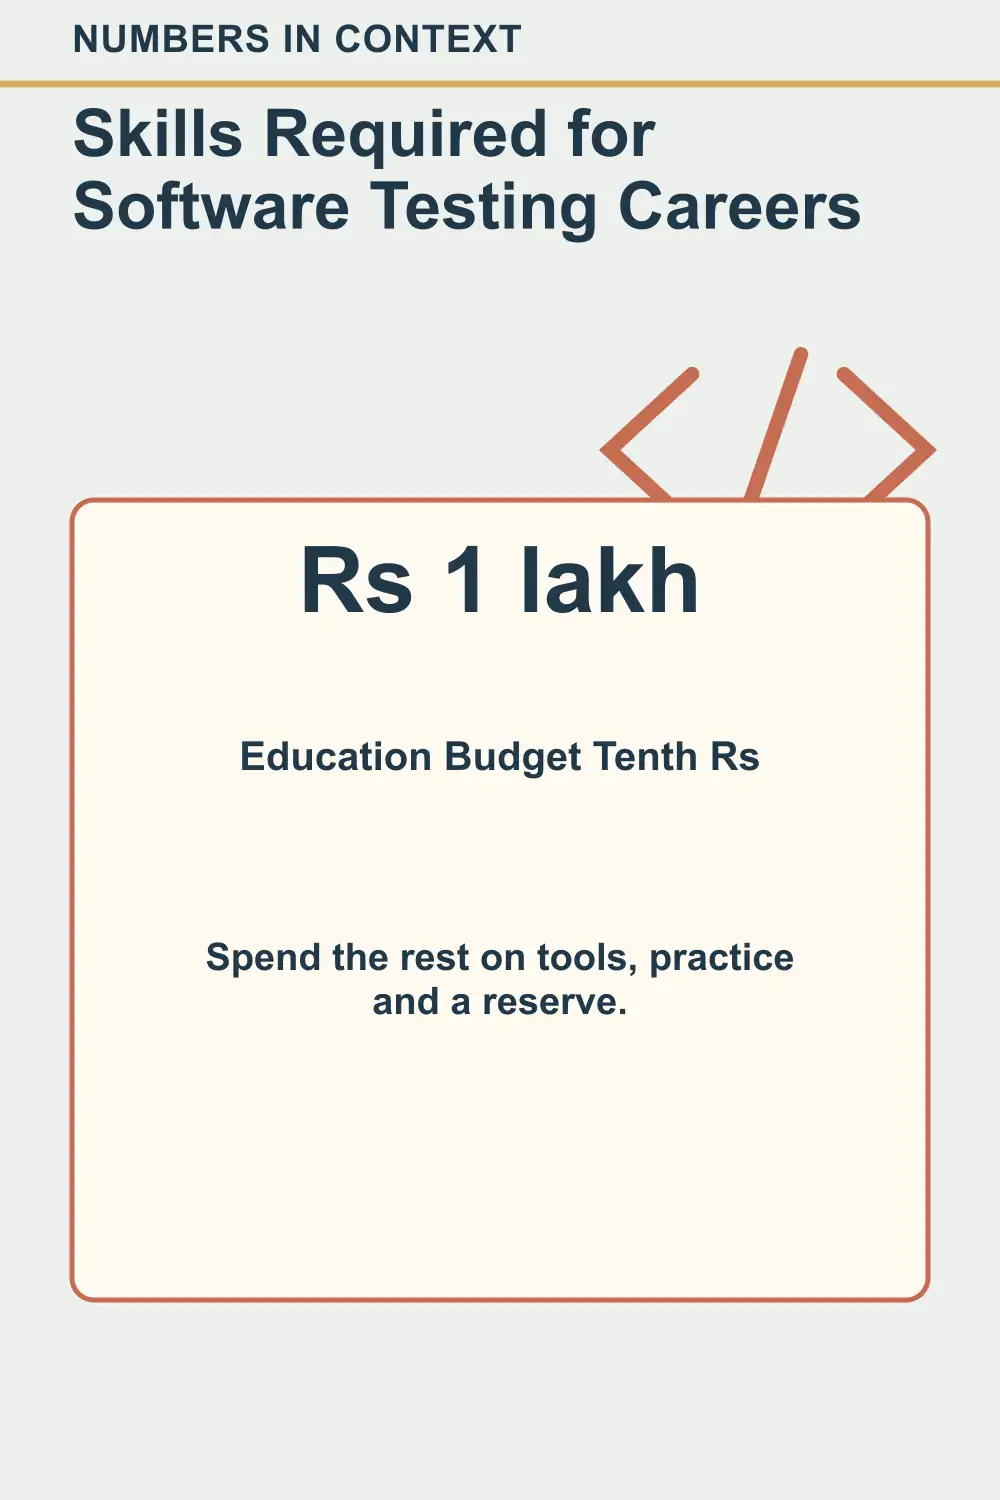 NUMBERS IN CONTEXT
Skills Required for
Software Testing Careers
Rs 1 lakh
Education Budget Tenth Rs
Spend the rest on tools, practice
and a reserve.